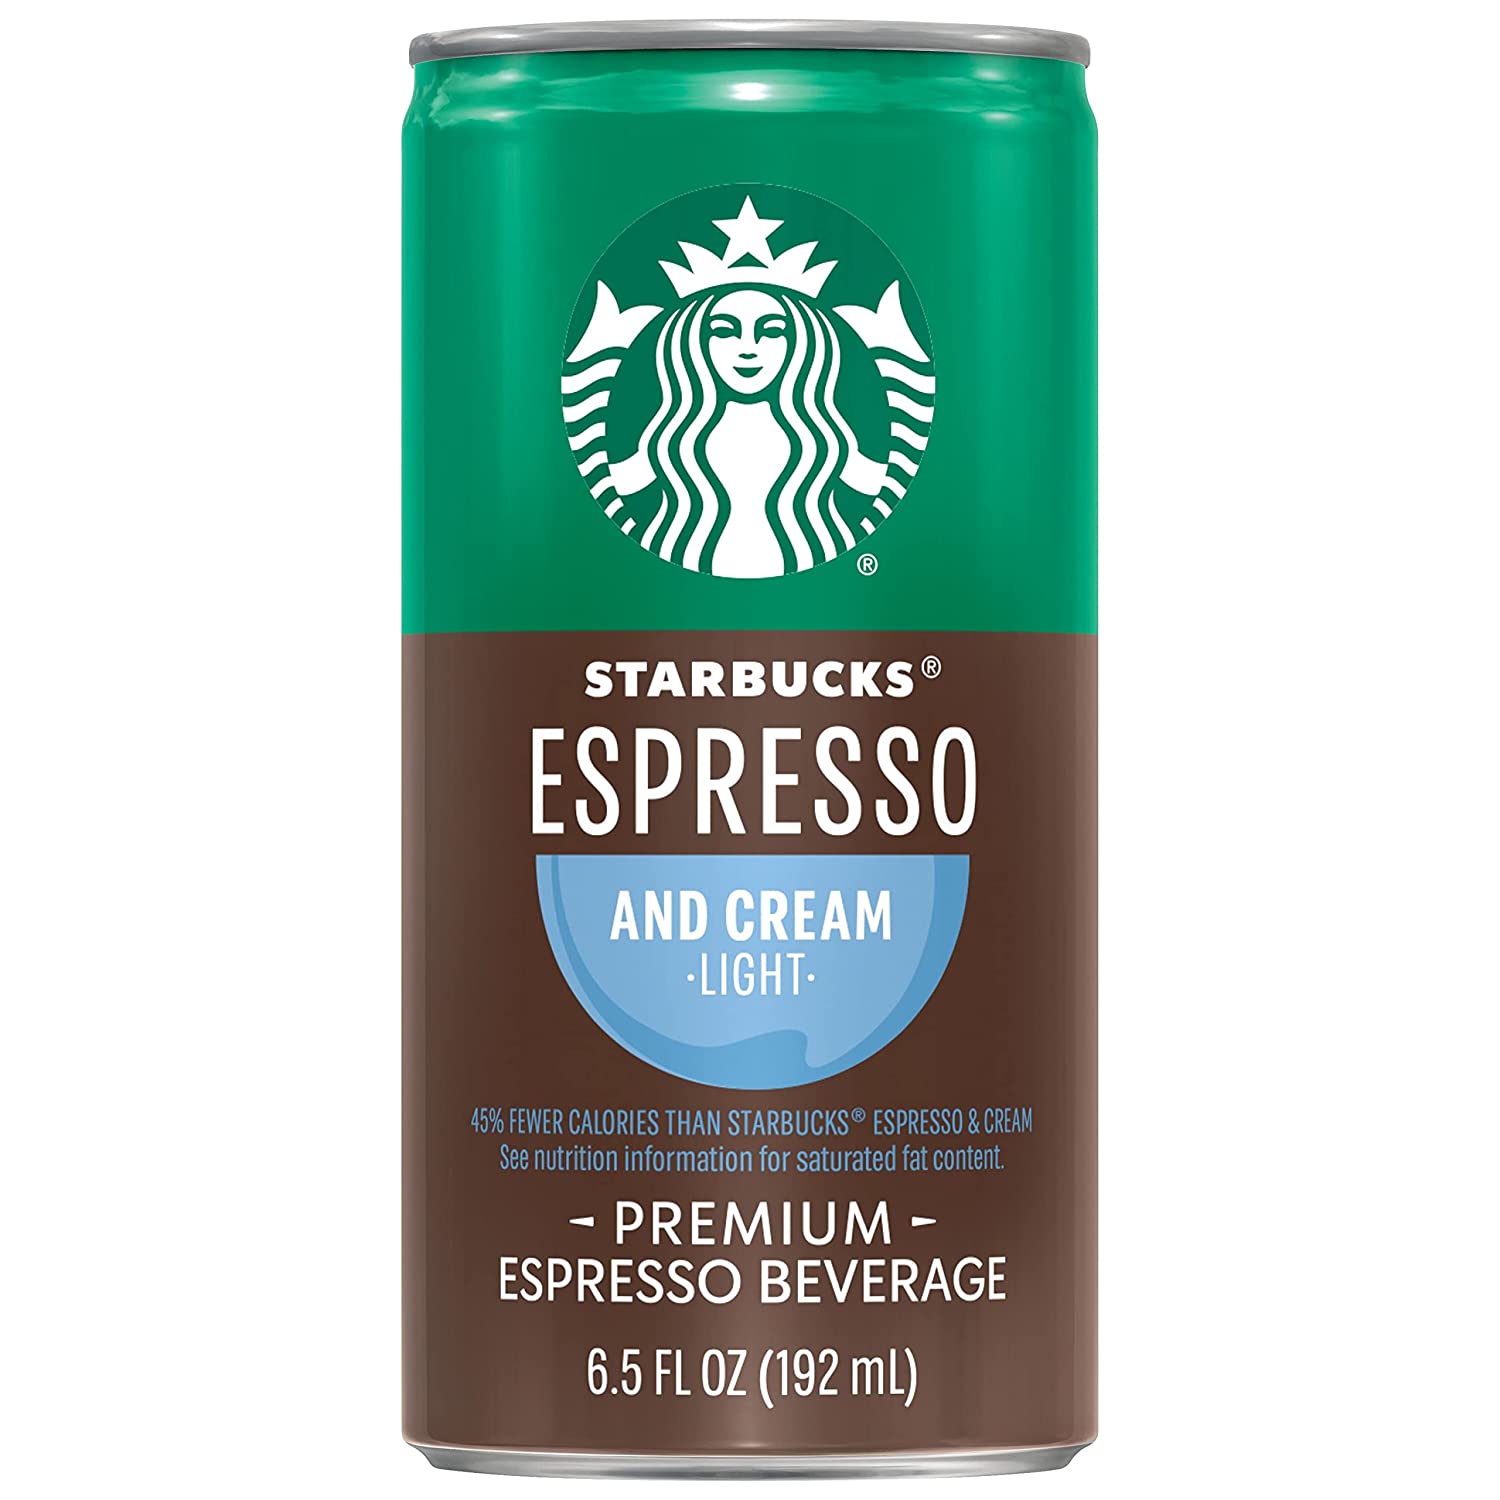 ®
STARBUCKS®
ESPRESSO
AND CREAM
·LIGHT·
45% FEWER CALORIES THAN STARBUCKS® ESPRESSO & CREAM
See nutrition information for saturated fat content.
- PREMIUM -
ESPRESSO BEVERAGE
6.5 FL OZ (192 mL)